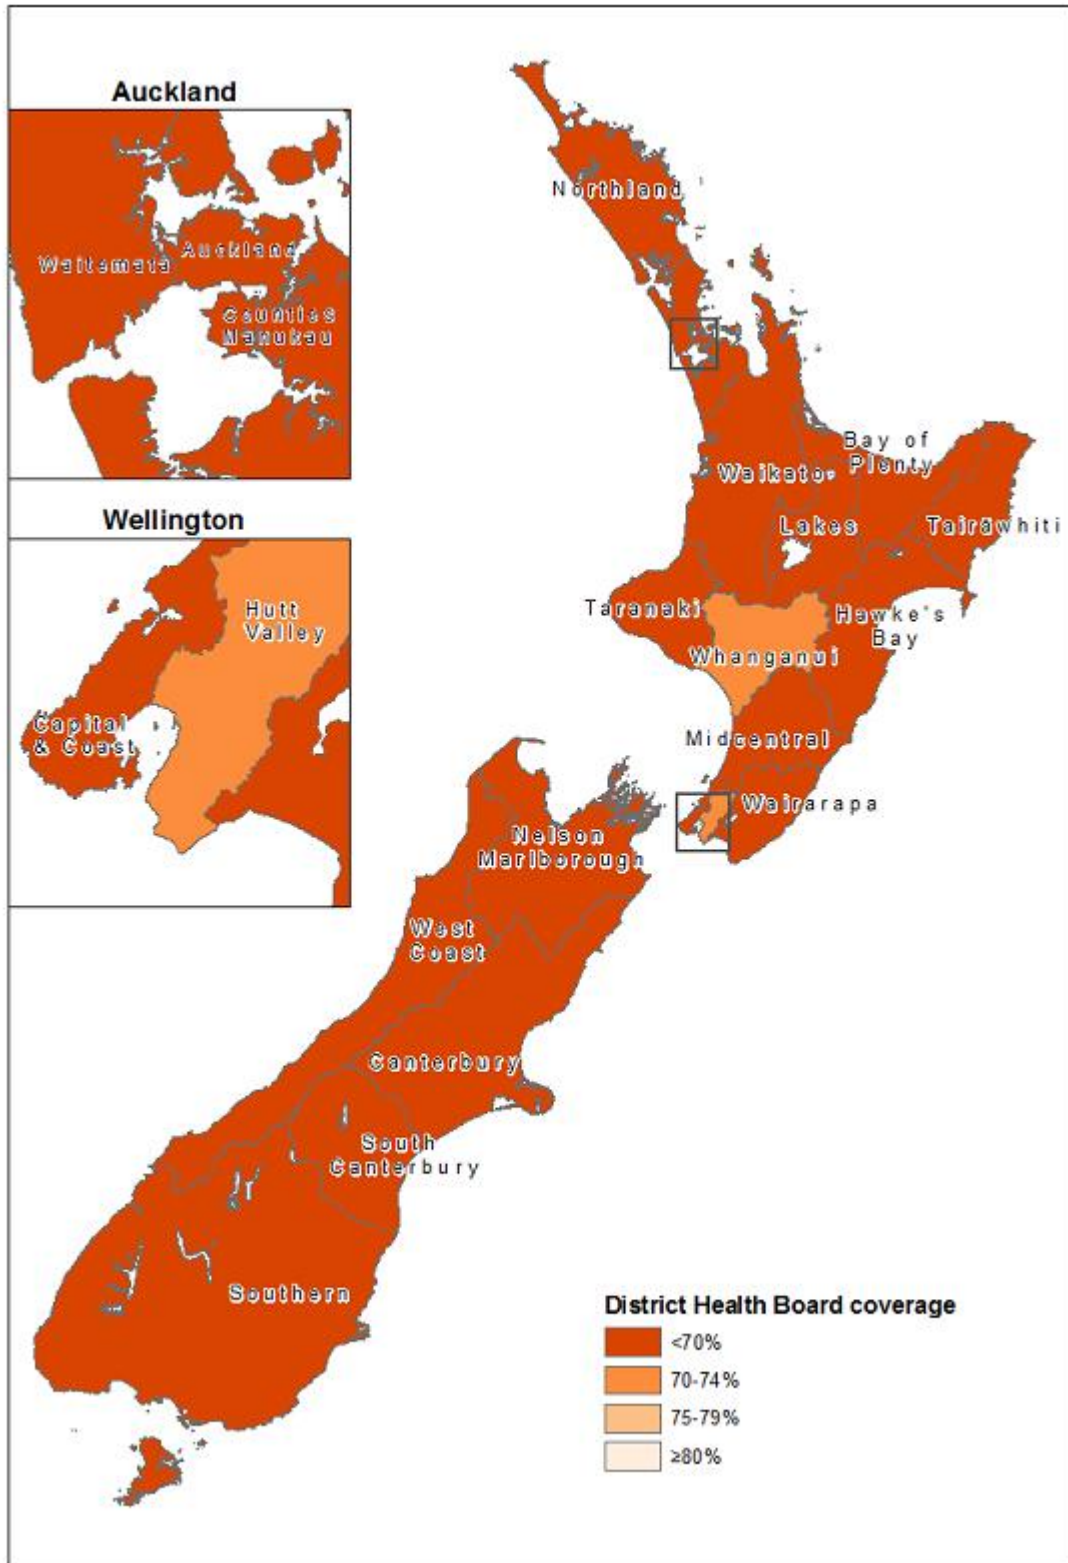 Auckland
Waitemata
Auckland
Counties
Manukau
Wellington
Hutt
Valley
Capital
& Coast
Northland
Bay of
Plenty
Waikato
Lakes
Tairāwhiti
Taranaki
Hawke's
Bay
Whanganui
Midcentral
Wairarapa
Nelson
Marlborough
West
Coast
Canterbury
South
Canterbury
Southern
District Health Board coverage
<70%
70-74%
75-79%
≥80%